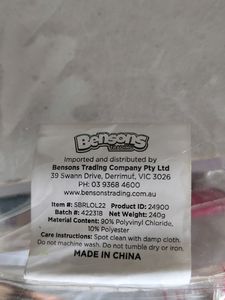 Bensons
Imported and distributed by
Bensons Trading Company Pty Ltd
39 Swann Drive, Derrimut, VIC 3026
PH: 03 9368 4600
www.bensonstrading.com.au
Item #: SBRLOL22 Product ID: 24900
Batch #: 422318 Net Weight: 240g
Material Content: 90% Polyvinyl Chloride,
10% Polyester
Care Instructions: Spot clean with damp cloth.
Do not machine wash. Do not tumble dry or iron.
MADE IN CHINA